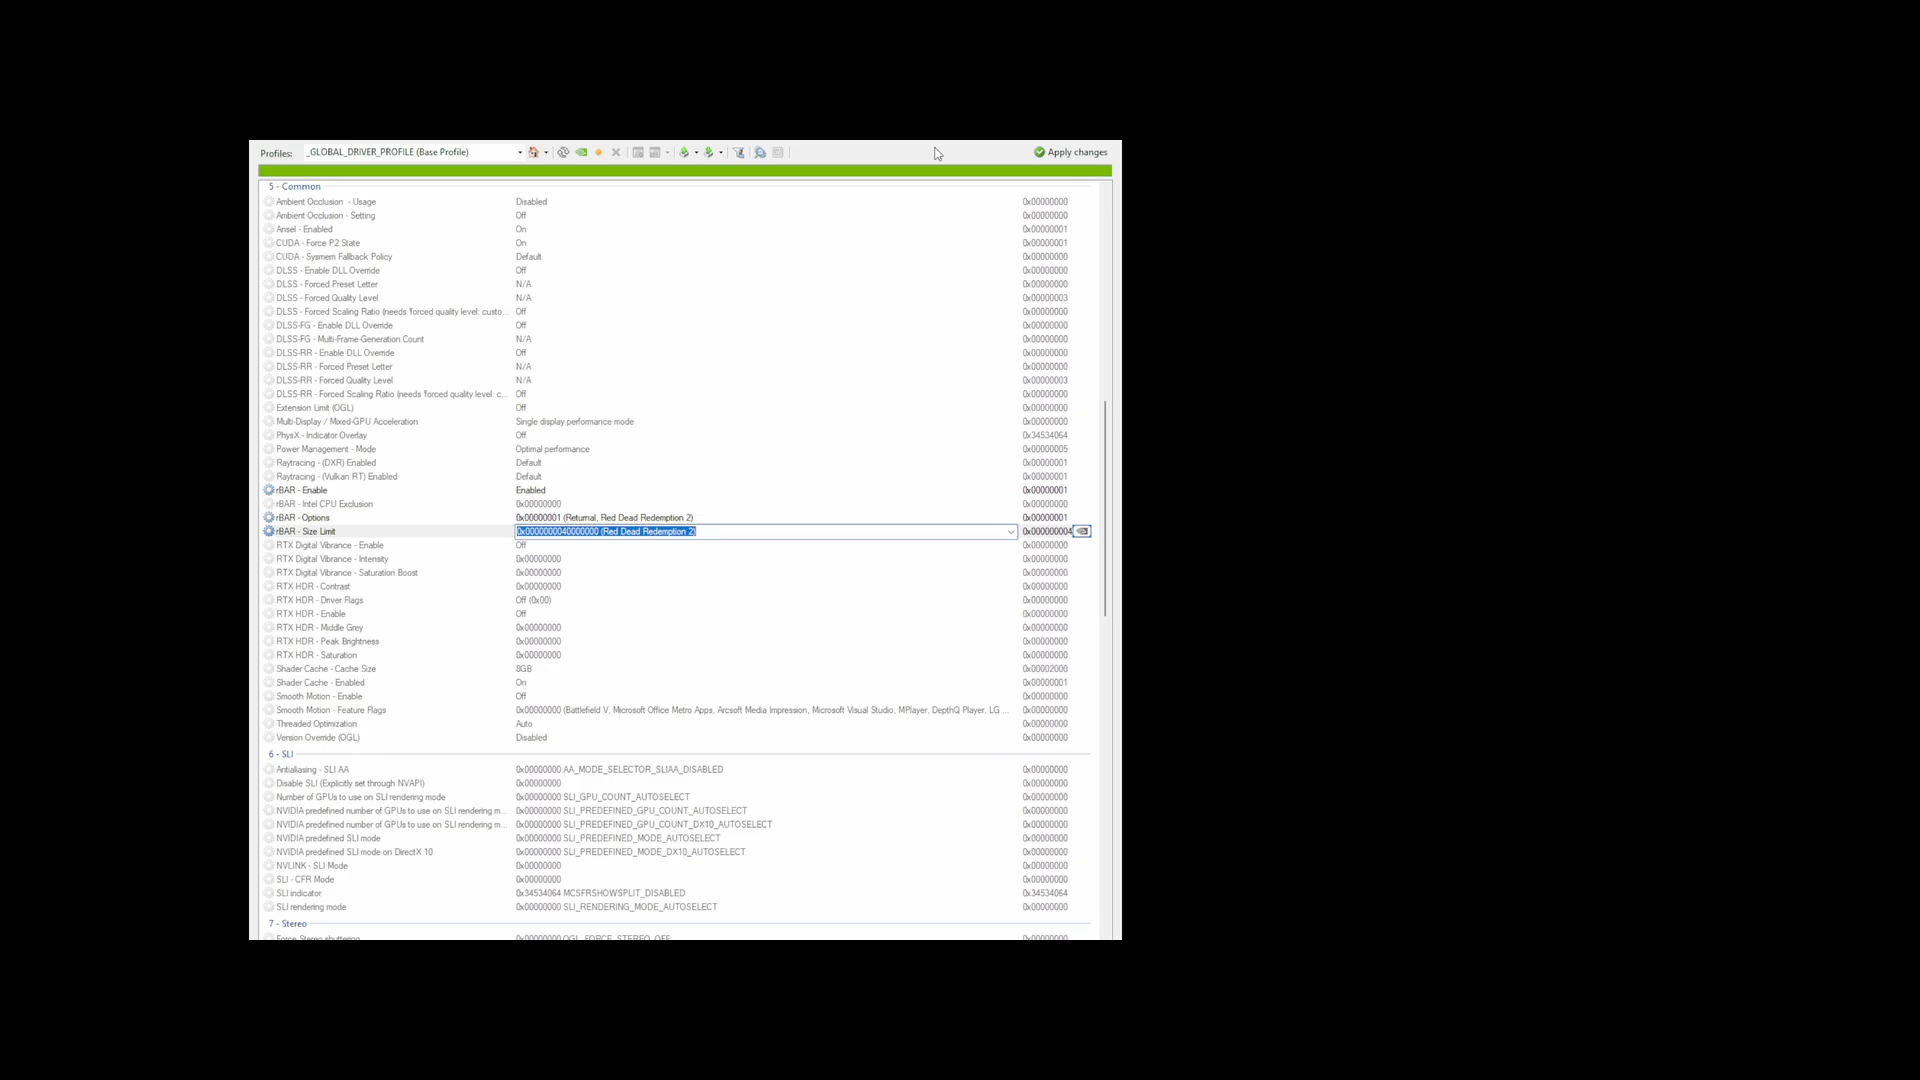 Profiles: _GLOBAL_DRIVER_PROFILE (Base Profile) Apply changes
5 - Common
Ambient Occlusion - Usage Disabled 0x00000000
Ambient Occlusion - Setting Off 0x00000000
Ansel - Enabled On 0x00000001
CUDA - Force P2 State On 0x00000001
CUDA - Sysmem Fallback Policy Default 0x00000000
DLSS - Enable DLL Override Off 0x00000000
DLSS - Forced Preset Letter N/A 0x00000000
DLSS - Forced Quality Level N/A 0x00000003
DLSS - Forced Scaling Ratio (needs 'forced quality level: custo... Off 0x00000000
DLSS-FG - Enable DLL Override Off 0x00000000
DLSS-FG - Multi-Frame-Generation Count N/A 0x00000000
DLSS-RR - Enable DLL Override Off 0x00000000
DLSS-RR - Forced Preset Letter N/A 0x00000000
DLSS-RR - Forced Quality Level N/A 0x00000003
DLSS-RR - Forced Scaling Ratio (needs 'forced quality level: c... Off 0x00000000
Extension Limit (OGL) Off 0x00000000
Multi-Display / Mixed-GPU Acceleration Single display performance mode 0x00000000
PhysX - Indicator Overlay Off 0x34534064
Power Management - Mode Optimal performance 0x00000005
Raytracing - (DXR) Enabled Default 0x00000001
Raytracing - (Vulkan RT) Enabled Default 0x00000001
rBAR - Enable Enabled 0x00000001
rBAR - Intel CPU Exclusion 0x00000000 0x00000000
rBAR - Options 0x00000001 (Returnal, Red Dead Redemption 2) 0x00000001
rBAR - Size Limit 0x0000000040000000 (Red Dead Redemption 2) 0x000000004
RTX Digital Vibrance - Enable Off 0x00000000
RTX Digital Vibrance - Intensity 0x00000000 0x00000000
RTX Digital Vibrance - Saturation Boost 0x00000000 0x00000000
RTX HDR - Contrast 0x00000000 0x00000000
RTX HDR - Driver Flags Off (0x00) 0x00000000
RTX HDR - Enable Off 0x00000000
RTX HDR - Middle Grey 0x00000000 0x00000000
RTX HDR - Peak Brightness 0x00000000 0x00000000
RTX HDR - Saturation 0x00000000 0x00000000
Shader Cache - Cache Size 8GB 0x00002000
Shader Cache - Enabled On 0x00000001
Smooth Motion - Enable Off 0x00000000
Smooth Motion - Feature Flags 0x00000000 (Battlefield V, Microsoft Office Metro Apps, Arcsoft Media Impression, Microsoft Visual Studio, MPlayer, DepthQ Player, LG ... 0x00000000
Threaded Optimization Auto 0x00000000
Version Override (OGL) Disabled 0x00000000
6 - SLI
Antialiasing - SLI AA 0x00000000 AA_MODE_SELECTOR_SLIAA_DISABLED 0x00000000
Disable SLI (Explicitly set through NVAPI) 0x00000000 0x00000000
Number of GPUs to use on SLI rendering mode 0x00000000 SLI_GPU_COUNT_AUTOSELECT 0x00000000
NVIDIA predefined number of GPUs to use on SLI rendering m... 0x00000000 SLI_PREDEFINED_GPU_COUNT_AUTOSELECT 0x00000000
NVIDIA predefined number of GPUs to use on SLI rendering m... 0x00000000 SLI_PREDEFINED_GPU_COUNT_DX10_AUTOSELECT 0x00000000
NVIDIA predefined SLI mode 0x00000000 SLI_PREDEFINED_MODE_AUTOSELECT 0x00000000
NVIDIA predefined SLI mode on DirectX 10 0x00000000 SLI_PREDEFINED_MODE_DX10_AUTOSELECT 0x00000000
NVLINK - SLI Mode 0x00000000 0x00000000
SLI - CFR Mode 0x00000000 0x00000000
SLI indicator 0x34534064 MCSFRSHOWSPLIT_DISABLED 0x34534064
SLI rendering mode 0x00000000 SLI_RENDERING_MODE_AUTOSELECT 0x00000000
7 - Stereo
Force Stereo shuttering 0x00000000 OGL_FORCE_STEREO_OFF 0x00000000